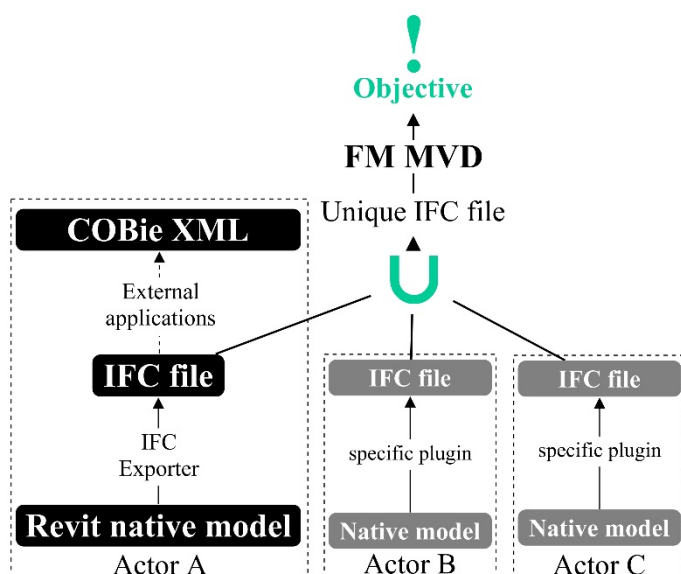 !
Objective
FM MVD
Unique IFC file
COBie XML
External
applications
IFC file
IFC
Exporter
Revit native model
Actor A
IFC file
specific plugin
Native model
Actor B
IFC file
specific plugin
Native model
Actor C